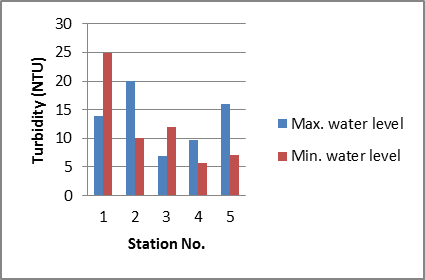 30
25
20
15
10
5
0
Turbidity (NTU)
1 2 3 4 5
Station No.
Max. water level
Min. water level